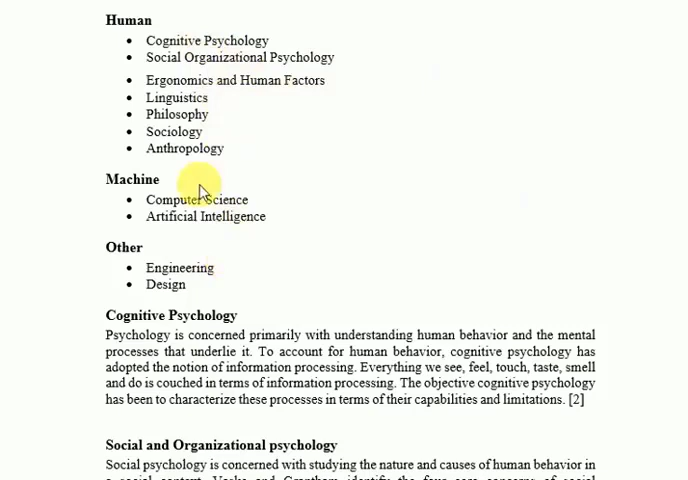 Human
• Cognitive Psychology
• Social Organizational Psychology
• Ergonomics and Human Factors
• Linguistics
• Philosophy
• Sociology
• Anthropology
Machine
• Computer Science
• Artificial Intelligence
Other
• Engineering
• Design
Cognitive Psychology
Psychology is concerned primarily with understanding human behavior and the mental
processes that underlie it. To account for human behavior, cognitive psychology has
adopted the notion of information processing. Everything we see, feel, touch, taste, smell
and do is couched in terms of information processing. The objective cognitive psychology
has been to characterize these processes in terms of their capabilities and limitations. [2]
Social and Organizational psychology
Social psychology is concerned with studying the nature and causes of human behavior in